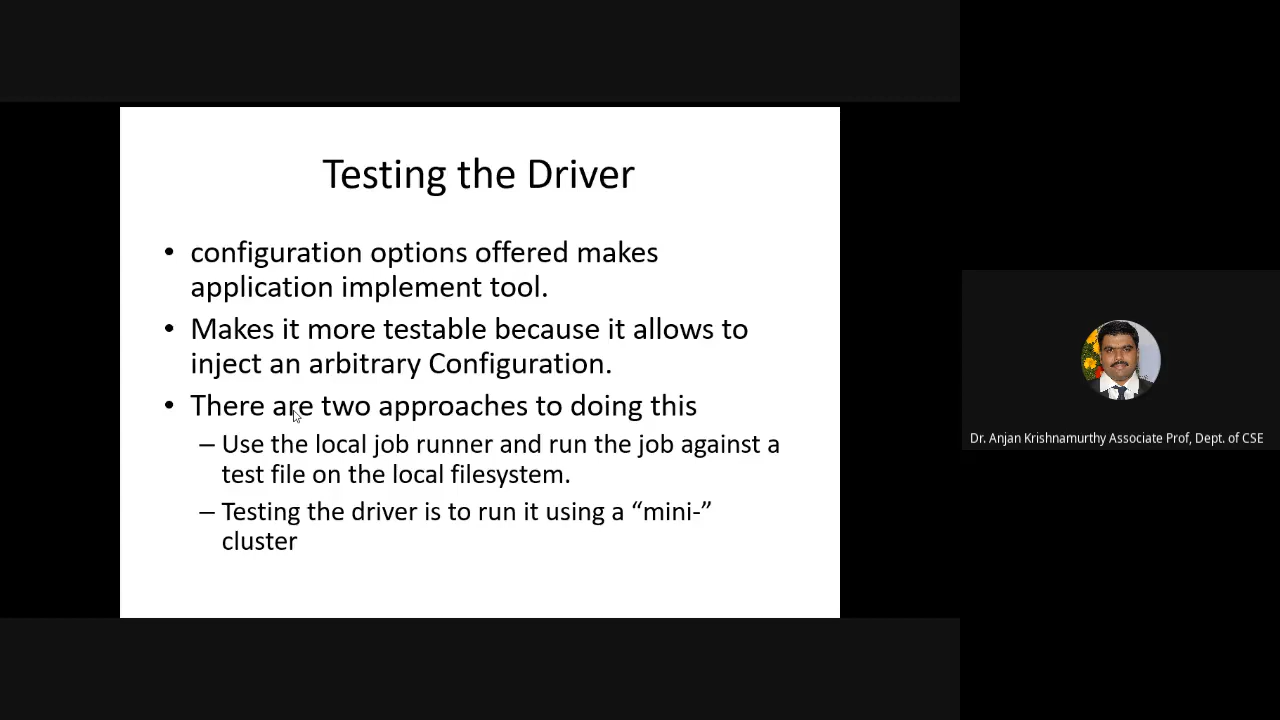 Testing the Driver
• configuration options offered makes
application implement tool.
• Makes it more testable because it allows to
inject an arbitrary Configuration.
• There are two approaches to doing this
– Use the local job runner and run the job against a
test file on the local filesystem.
– Testing the driver is to run it using a “mini-”
cluster
Dr. Anjan Krishnamurthy Associate Prof, Dept. of CSE